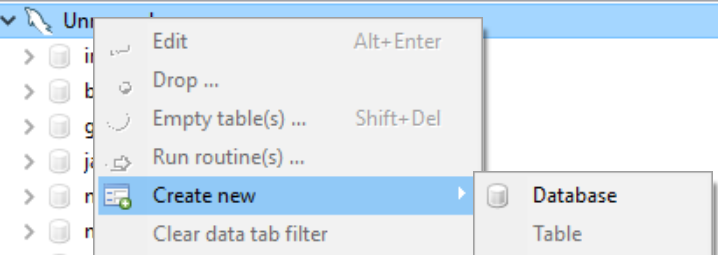 Edit Alt+Enter
Drop ...
Empty table(s) ... Shift+Del
Run routine(s) ...
Create new
Database
Clear data tab filter
Table